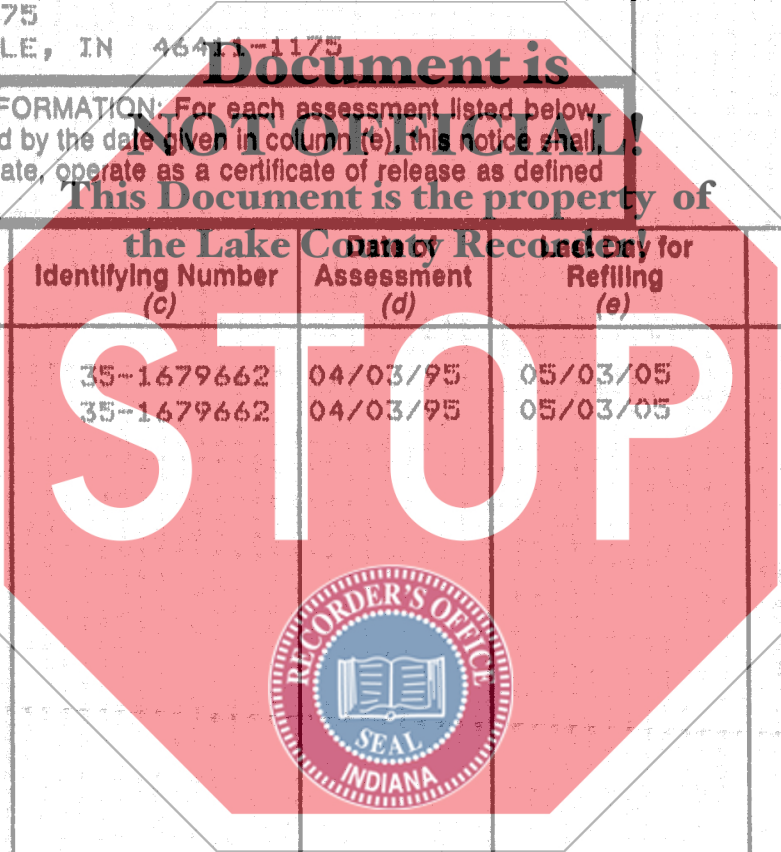 75
LE, IN 46411-1175
Document is
FORMATION: For each assessment listed below,
NOT OFFICIAL!
d by the date given in column (e), this notice shall,
ate, operate as a certificate of release as defined
This Document is the property of
the Lake County Recorder!
Identifying Number
(c)
Date of
Assessment
(d)
Last Day for
Refiling
(e)
35-1679662 04/03/95 05/03/05
35-1679662 04/03/95 05/03/05
STOP
RECORDER'S OFFICE
SEAL
INDIANA